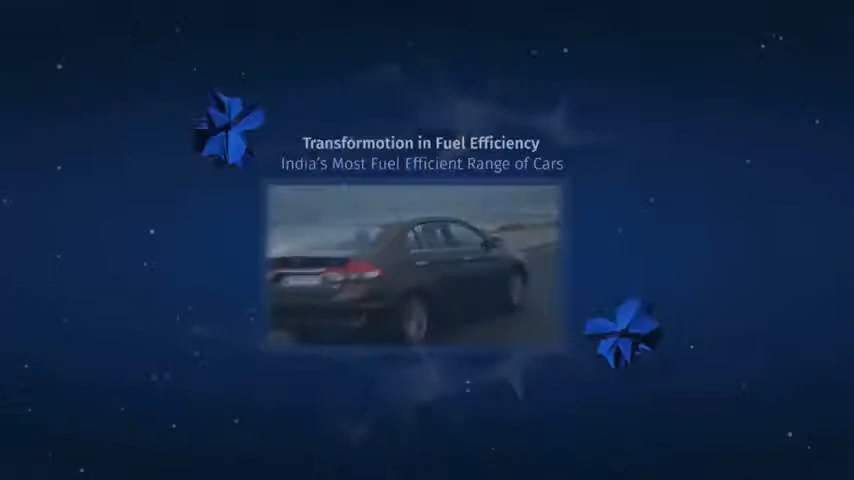 Transformotion in Fuel Efficiency
India's Most Fuel Efficient Range of Cars